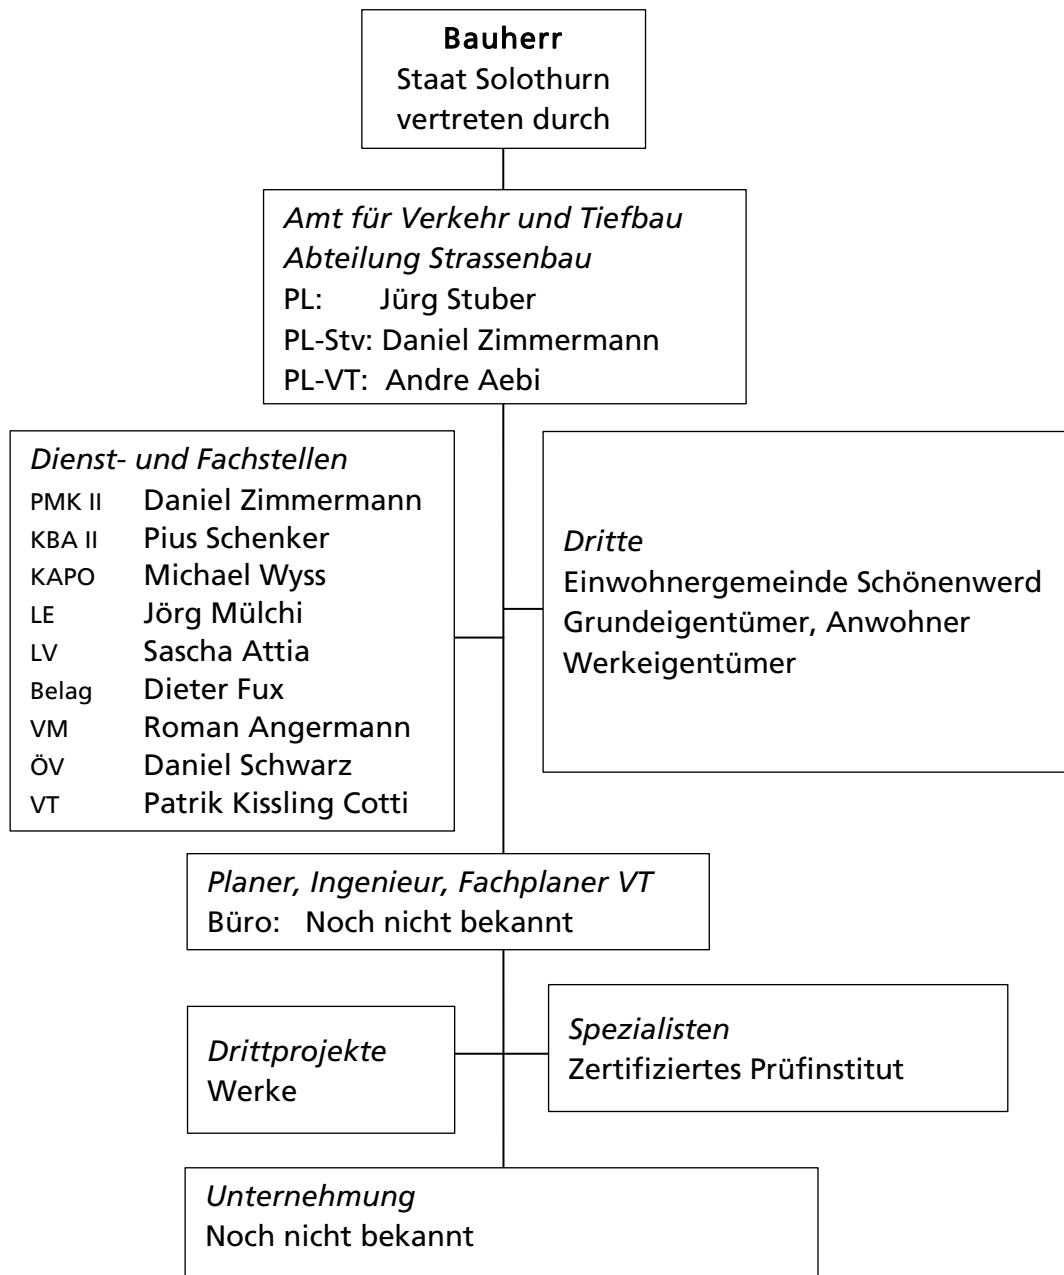 Bauherr
Staat Solothurn
vertreten durch
Amt für Verkehr und Tiefbau
Abteilung Strassenbau
PL: Jürg Stuber
PL-Stv: Daniel Zimmermann
PL-VT: Andre Aebi
Dienst- und Fachstellen
PMK II Daniel Zimmermann
KBA II Pius Schenker
KAPO Michael Wyss
LE Jörg Mülchi
LV Sascha Attia
Belag Dieter Fux
VM Roman Angermann
ÖV Daniel Schwarz
VT Patrik Kissling Cotti
Dritte
Einwohnergemeinde Schönenwerd
Grundeigentümer, Anwohner
Werkeigentümer
Planer, Ingenieur, Fachplaner VT
Büro: Noch nicht bekannt
Drittprojekte
Werke
Spezialisten
Zertifiziertes Prüfinstitut
Unternehmung
Noch nicht bekannt